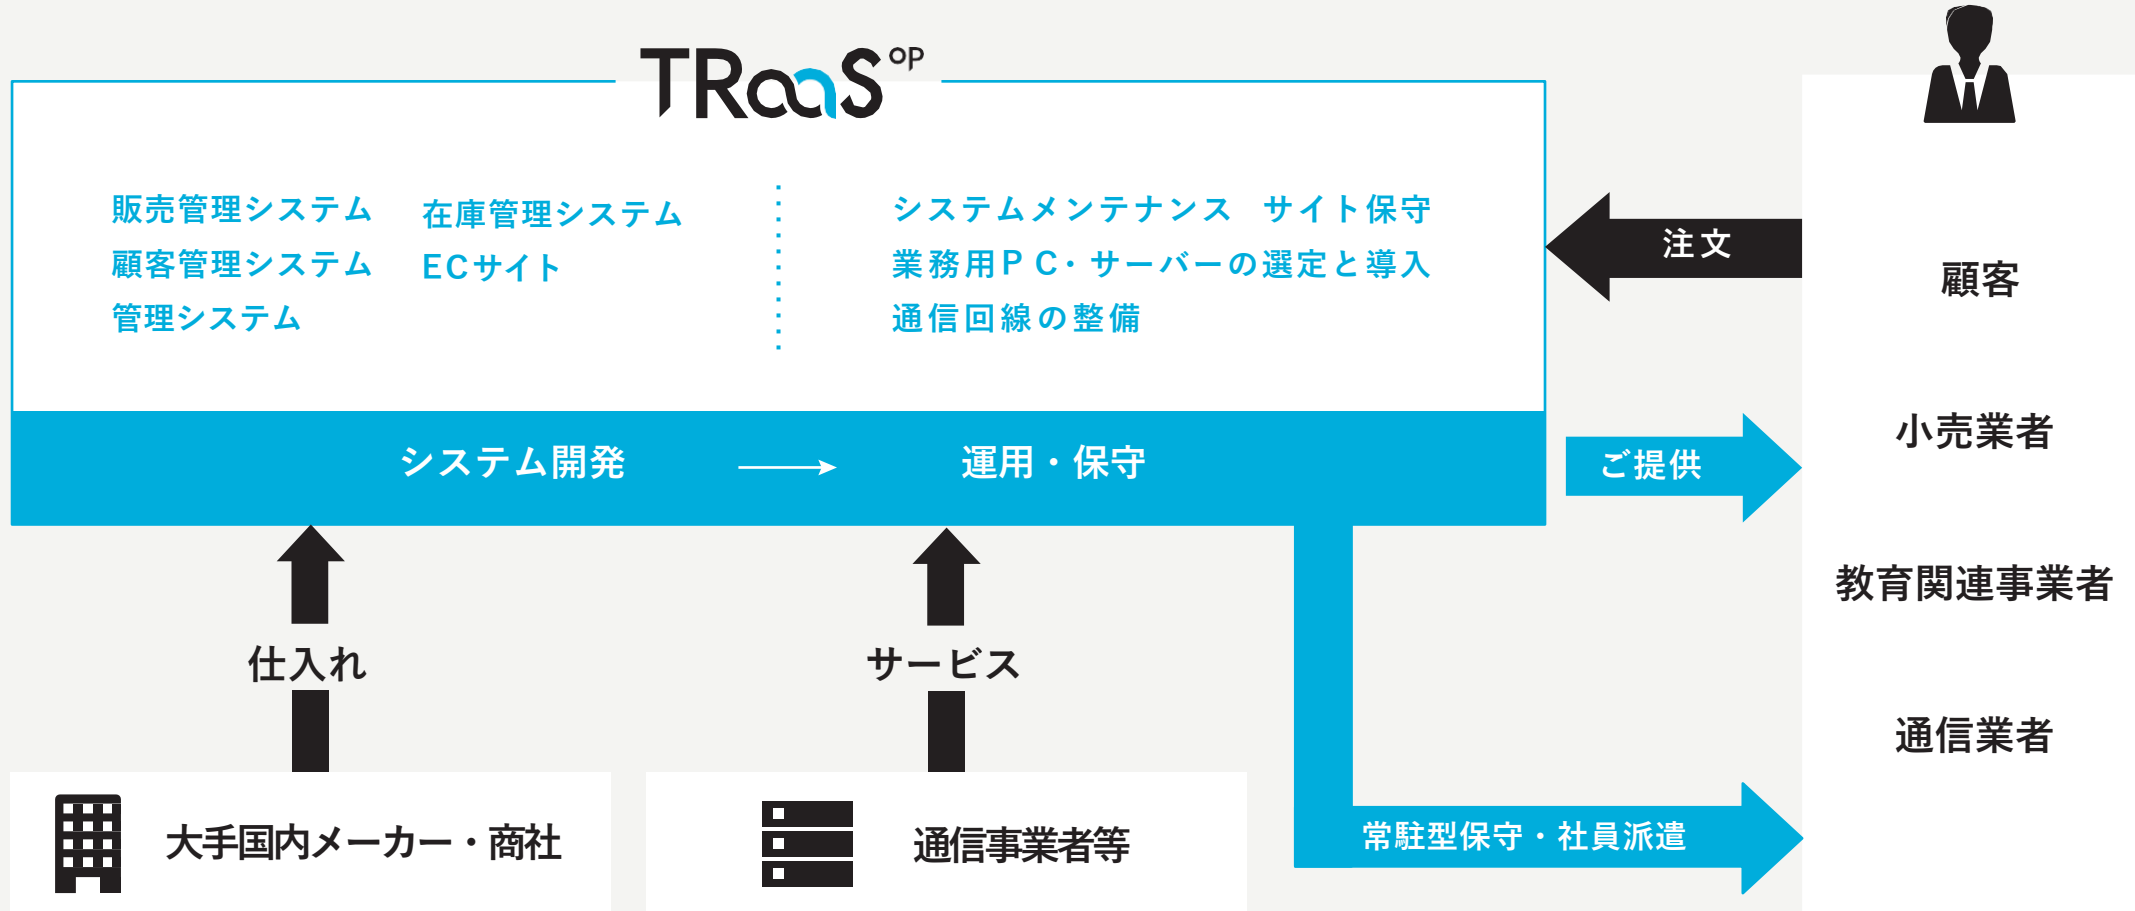 TRaaS OP
販売管理システム 在庫管理システム
顧客管理システム ECサイト
管理システム
システムメンテナンス サイト保守
業務用PC・サーバーの選定と導入
通信回線の整備
システム開発 → 運用・保守
注文
ご提供
顧客
小売業者
教育関連事業者
通信業者
仕入れ
サービス
大手国内メーカー・商社
通信事業者等
常駐型保守・社員派遣